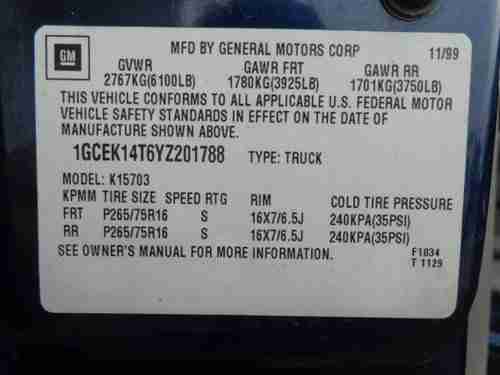 GM
MFD BY GENERAL MOTORS CORP 11/99
GVWR GAWR FRT GAWR RR
2767KG(6100LB) 1780KG(3925LB) 1701KG(3750LB)
THIS VEHICLE CONFORMS TO ALL APPLICABLE U.S. FEDERAL MOTOR
VEHICLE SAFETY STANDARDS IN EFFECT ON THE DATE OF
MANUFACTURE SHOWN ABOVE.
1GCEK14T6YZ201788 TYPE: TRUCK
MODEL: K15703
KPMM TIRE SIZE SPEED RTG RIM COLD TIRE PRESSURE
FRT P265/75R16 S 16X7/6.5J 240KPA(35PSI)
RR P265/75R16 S 16X7/6.5J 240KPA(35PSI)
SEE OWNER'S MANUAL FOR MORE INFORMATION. F1034
T 1129